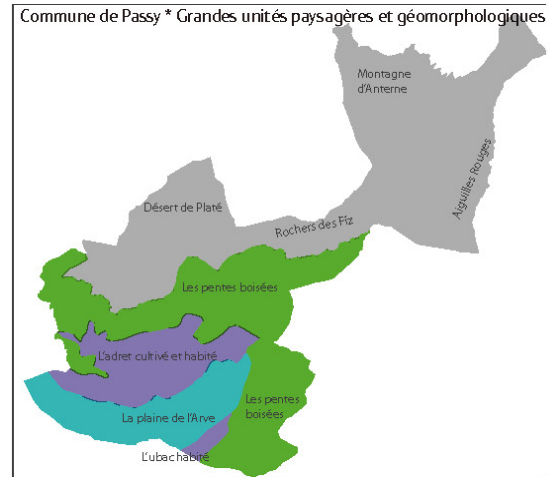 Commune de Passy * Grandes unités paysagères et géomorphologiques
Montagne
d'Anterne
Aiguilles Rouges
Désert de Platé
Rochers des Fiz
Les pentes boisées
L'adret cultivé et habité
La plaine de l'Arve
Les pentes
boisées
L'ubac habité